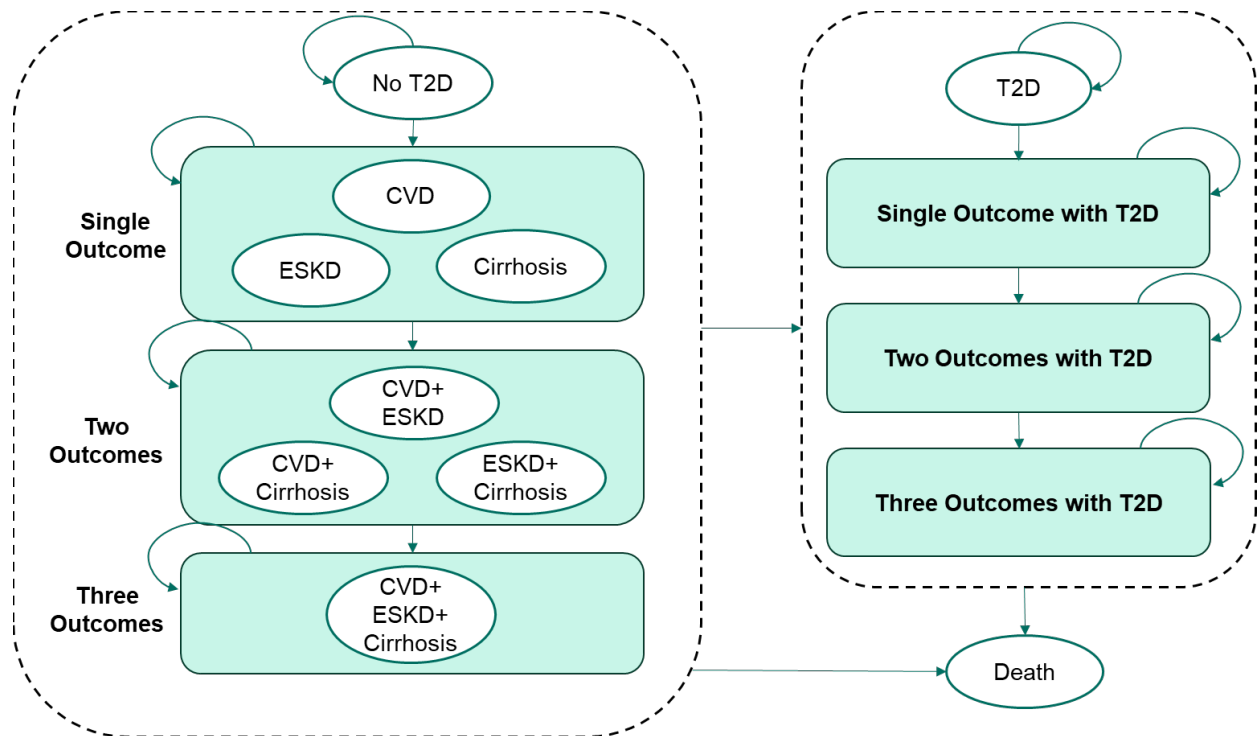 No T2D
Single
Outcome
CVD
ESKD
Cirrhosis
Two
Outcomes
CVD+
ESKD
CVD+
Cirrhosis
ESKD+
Cirrhosis
Three
Outcomes
CVD+
ESKD+
Cirrhosis
T2D
Single Outcome with T2D
Two Outcomes with T2D
Three Outcomes with T2D
Death